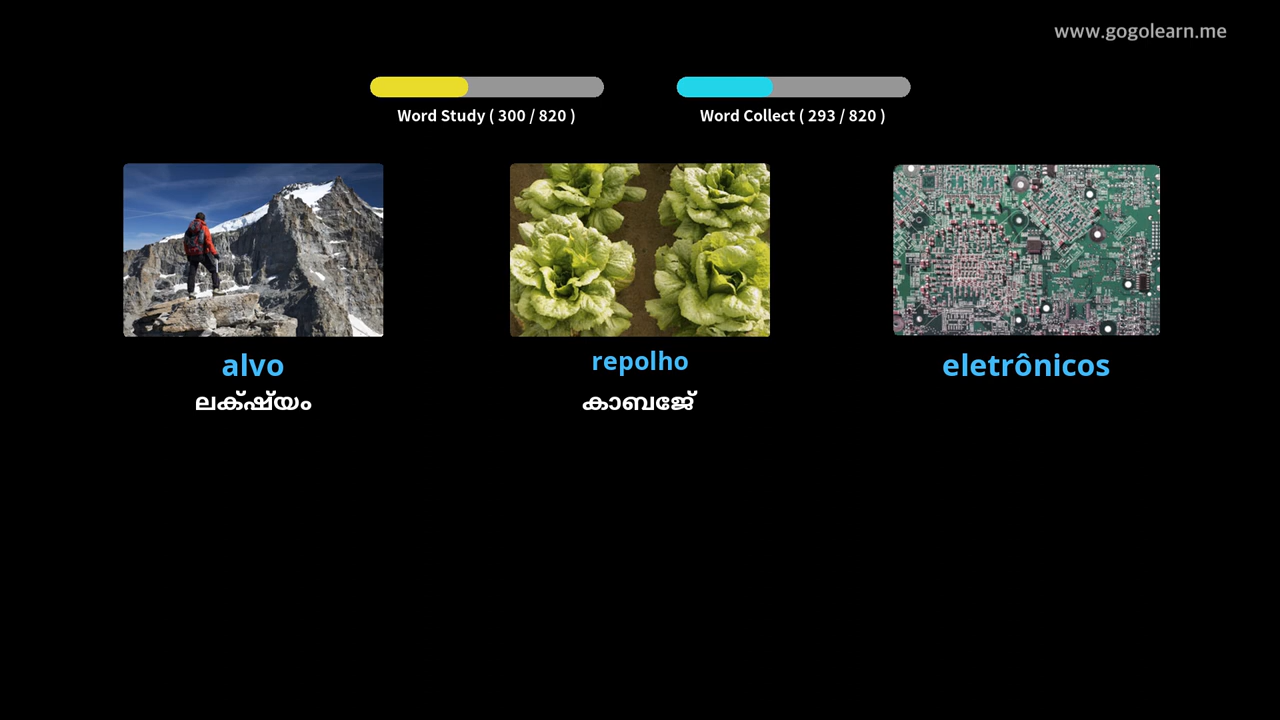 www.gogolearn.me
Word Study ( 300 / 820 )
Word Collect ( 293 / 820 )
alvo
repolho
eletrônicos
ലക്ഷ്യം
കാബേജ്